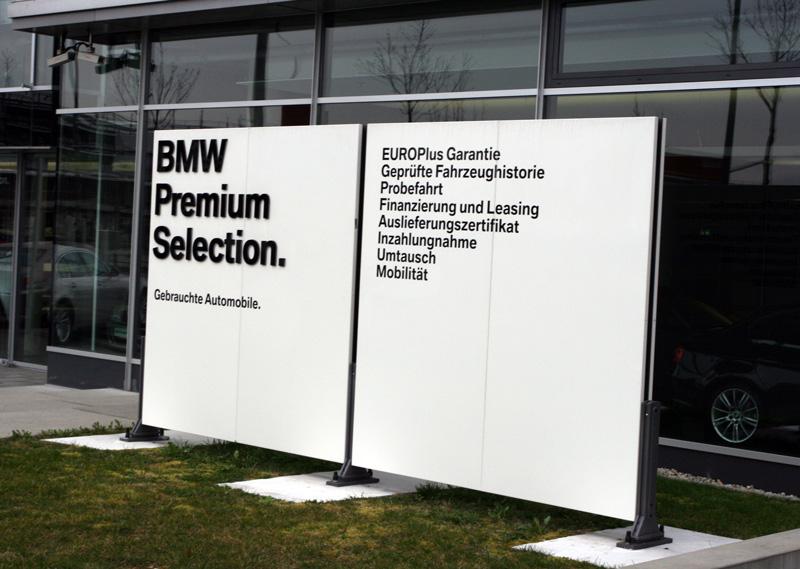 BMW
Premium
Selection.
Gebrauchte Automobile.
EUROPlus Garantie
Geprüfte Fahrzeughistorie
Probefahrt
Finanzierung und Leasing
Auslieferungszertifikat
Inzahlungnahme
Umtausch
Mobilität